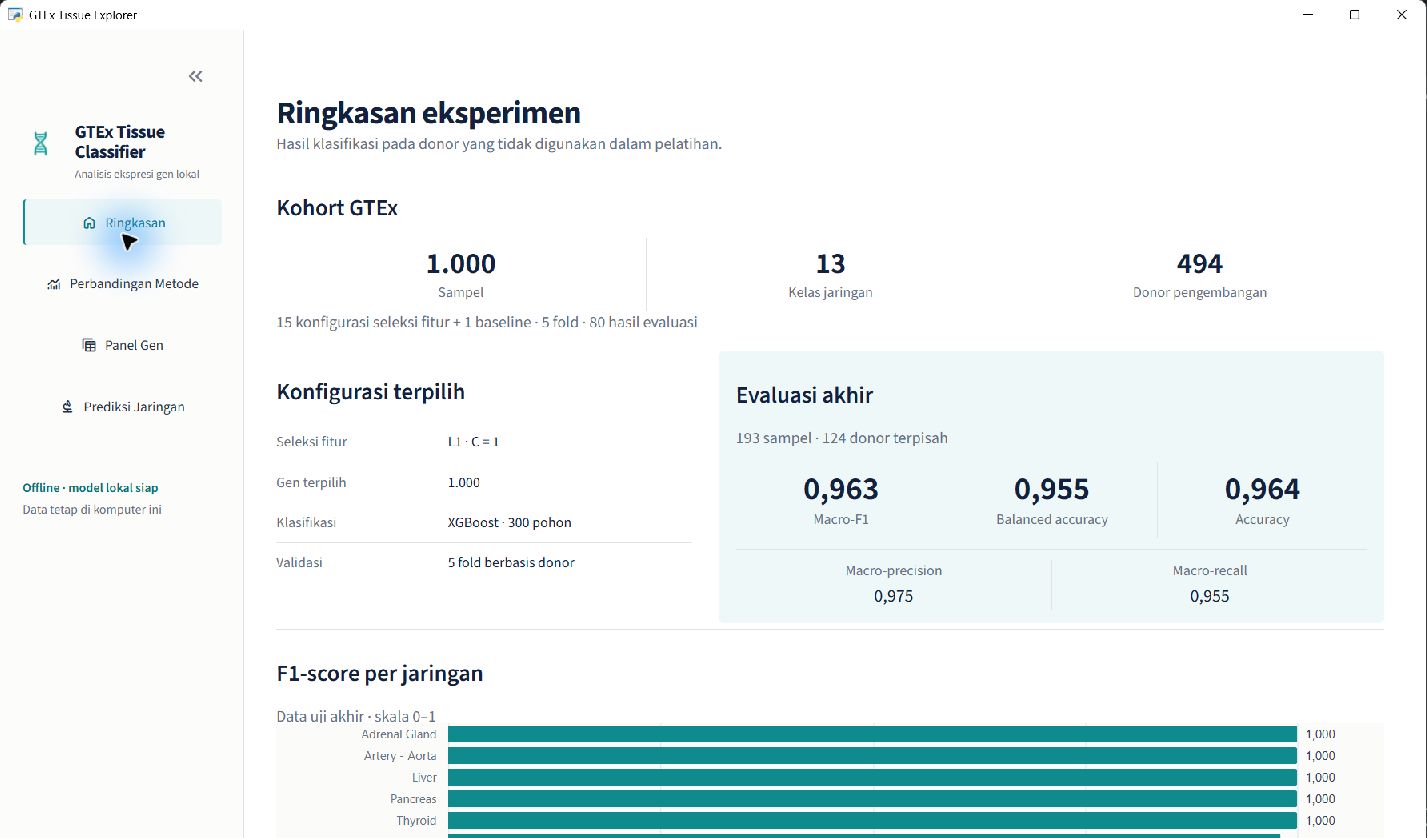 GTEx Tissue Explorer
GTEx Tissue
Classifier
Analisis ekspresi gen lokal
Ringkasan
Perbandingan Metode
Panel Gen
Prediksi Jaringan
Offline · model lokal siap
Data tetap di komputer ini
Ringkasan eksperimen
Hasil klasifikasi pada donor yang tidak digunakan dalam pelatihan.
Kohort GTEx
1.000 13 494
Sampel Kelas jaringan Donor pengembangan
15 konfigurasi seleksi fitur + 1 baseline · 5 fold · 80 hasil evaluasi
Konfigurasi terpilih
Seleksi fitur L1 · C = 1
Gen terpilih 1.000
Klasifikasi XGBoost · 300 pohon
Validasi 5 fold berbasis donor
Evaluasi akhir
193 sampel · 124 donor terpisah
0,963 0,955 0,964
Macro-F1 Balanced accuracy Accuracy
Macro-precision Macro-recall
0,975 0,955
F1-score per jaringan
Data uji akhir · skala 0–1
Adrenal Gland 1,000
Artery - Aorta 1,000
Liver 1,000
Pancreas 1,000
Thyroid 1,000